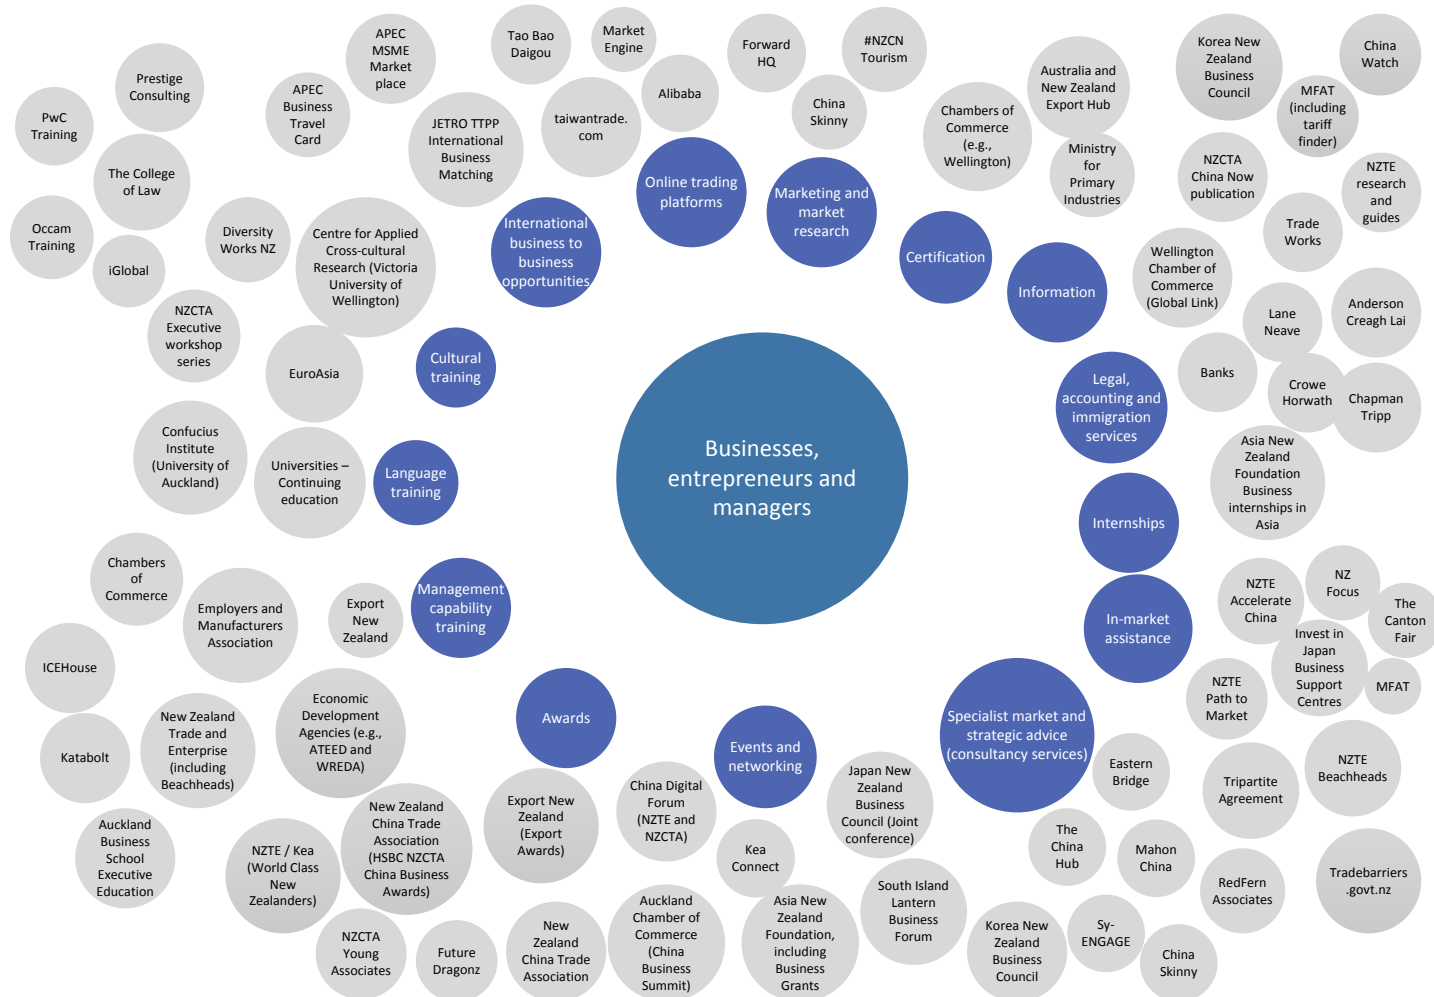 APEC
MSME
Market
place
Tao Bao
Daigou
Market
Engine
Forward
HQ
#NZCN
Tourism
Korea New
Zealand
Business
Council
China
Watch
Prestige
Consulting
APEC
Business
Travel
Card
Alibaba
China
Skinny
Australia and
New Zealand
Export Hub
MFAT
(including
tariff
finder)
PwC
Training
JETRO TTPP
International
Business
Matching
taiwantrade.
com
Chambers of
Commerce
(e.g.,
Wellington)
Ministry
for
Primary
Industries
NZCTA
China Now
publication
NZTE
research
and
guides
The College
of Law
Online trading
platforms
Marketing and
market
research
Trade
Works
Occam
Training
Diversity
Works NZ
Centre for Applied
Cross-cultural
Research (Victoria
University of
Wellington)
International
business to
business
opportunities
Certification
Information
Wellington
Chamber of
Commerce
(Global Link)
iGlobal
NZCTA
Executive
workshop
series
Lane
Neave
Anderson
Creagh Lai
EuroAsia
Cultural
training
Legal,
accounting and
immigration
services
Banks
Crowe
Horwath
Chapman
Tripp
Confucius
Institute
(University of
Auckland)
Universities –
Continuing
education
Language
training
Businesses,
entrepreneurs and
managers
Asia New
Zealand
Foundation
Business
internships in
Asia
Internships
Chambers
of
Commerce
Employers and
Manufacturers
Association
Export
New
Zealand
Management
capability
training
In-market
assistance
NZTE
Accelerate
China
NZ
Focus
The
Canton
Fair
Invest in
Japan
Business
Support
Centres
ICEHouse
NZTE
Path to
Market
MFAT
Katabolt
New Zealand
Trade and
Enterprise
(including
Beachheads)
Economic
Development
Agencies (e.g.,
ATEED and
WREDA)
Awards
Events and
networking
Specialist market and
strategic advice
(consultancy services)
Eastern
Bridge
Tripartite
Agreement
NZTE
Beachheads
Auckland
Business
School
Executive
Education
NZTE / Kea
(World Class
New
Zealanders)
New Zealand
China Trade
Association
(HSBC NZCTA
China Business
Awards)
Export New
Zealand
(Export
Awards)
China Digital
Forum
(NZTE and
NZCTA)
Kea
Connect
Japan New
Zealand
Business
Council (Joint
conference)
The
China
Hub
Mahon
China
RedFern
Associates
Tradebarriers
.govt.nz
NZCTA
Young
Associates
Future
Dragonz
New
Zealand
China Trade
Association
Auckland
Chamber of
Commerce
(China
Business
Summit)
Asia New
Zealand
Foundation,
including
Business
Grants
South Island
Lantern
Business
Forum
Korea New
Zealand
Business
Council
Sy-
ENGAGE
China
Skinny